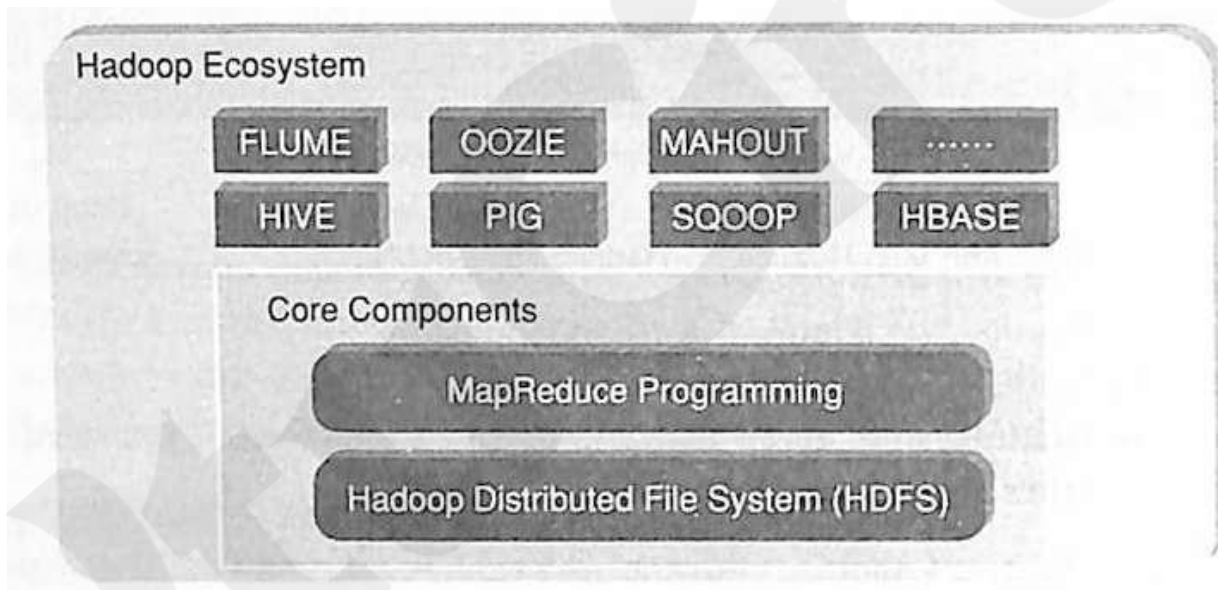 Hadoop Ecosystem
FLUME OOZIE MAHOUT ......
HIVE PIG SQOOP HBASE
Core Components
MapReduce Programming
Hadoop Distributed File System (HDFS)